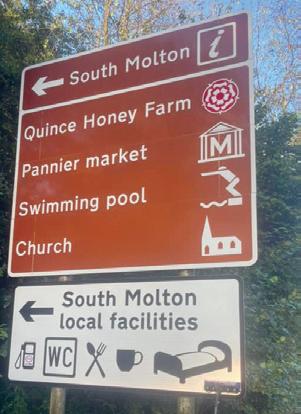 South Molton i
Quince Honey Farm
Pannier market M
Swimming pool
Church
South Molton
local facilities
WC